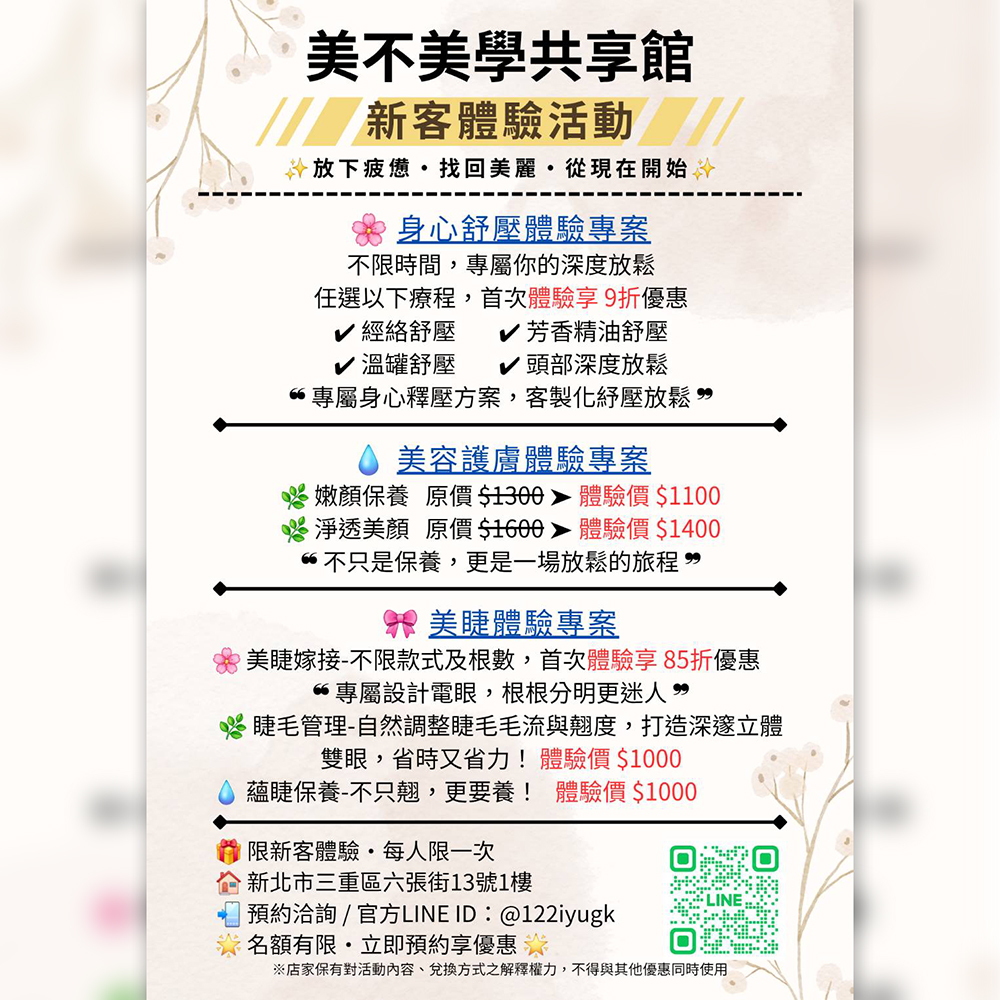 美不美學共享館
新客體驗活動
✨放下疲憊・找回美麗・從現在開始✨
🌸 身心舒壓體驗專案
不限時間，專屬你的深度放鬆
任選以下療程，首次體驗享 9折優惠
✔經絡舒壓 ✔芳香精油舒壓
✔溫罐舒壓 ✔頭部深度放鬆
❝ 專屬身心釋壓方案，客製化紓壓放鬆 ❞
💧 美容護膚體驗專案
🌿 嫩顏保養 原價 $1300 ➤ 體驗價 $1100
🌿 淨透美顏 原價 $1600 ➤ 體驗價 $1400
❝ 不只是保養，更是一場放鬆的旅程 ❞
🎀 美睫體驗專案
🌸 美睫嫁接-不限款式及根數，首次體驗享 85折優惠
❝ 專屬設計電眼，根根分明更迷人 ❞
🌿 睫毛管理-自然調整睫毛毛流與翹度，打造深邃立體
雙眼，省時又省力！ 體驗價 $1000
💧 蘊睫保養-不只翹，更要養！ 體驗價 $1000
🎁 限新客體驗・每人限一次
🏠 新北市三重區六張街13號1樓
📲 預約洽詢 / 官方LINE ID：@122iyugk
🌟 名額有限・立即預約享優惠 🌟
LINE
※店家保有對活動內容、兌換方式之解釋權力，不得與其他優惠同時使用